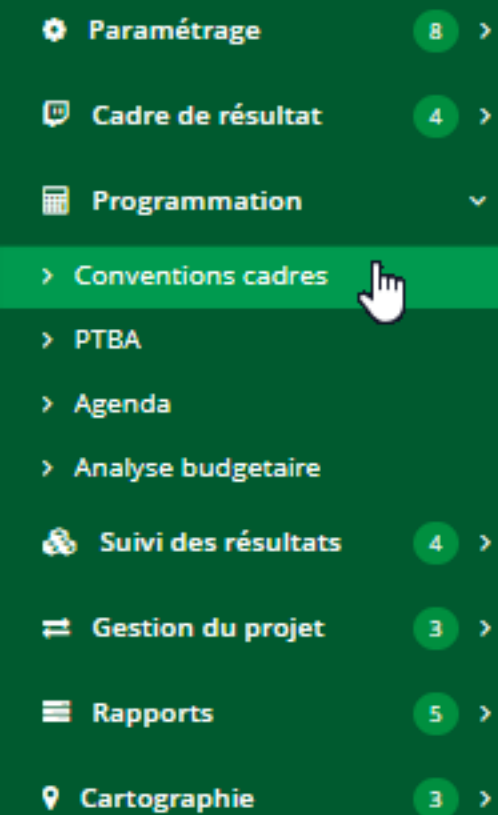 Paramétrage 8
Cadre de résultat 4
Programmation
Conventions cadres
PTBA
Agenda
Analyse budgetaire
Suivi des résultats 4
Gestion du projet 3
Rapports 5
Cartographie 3